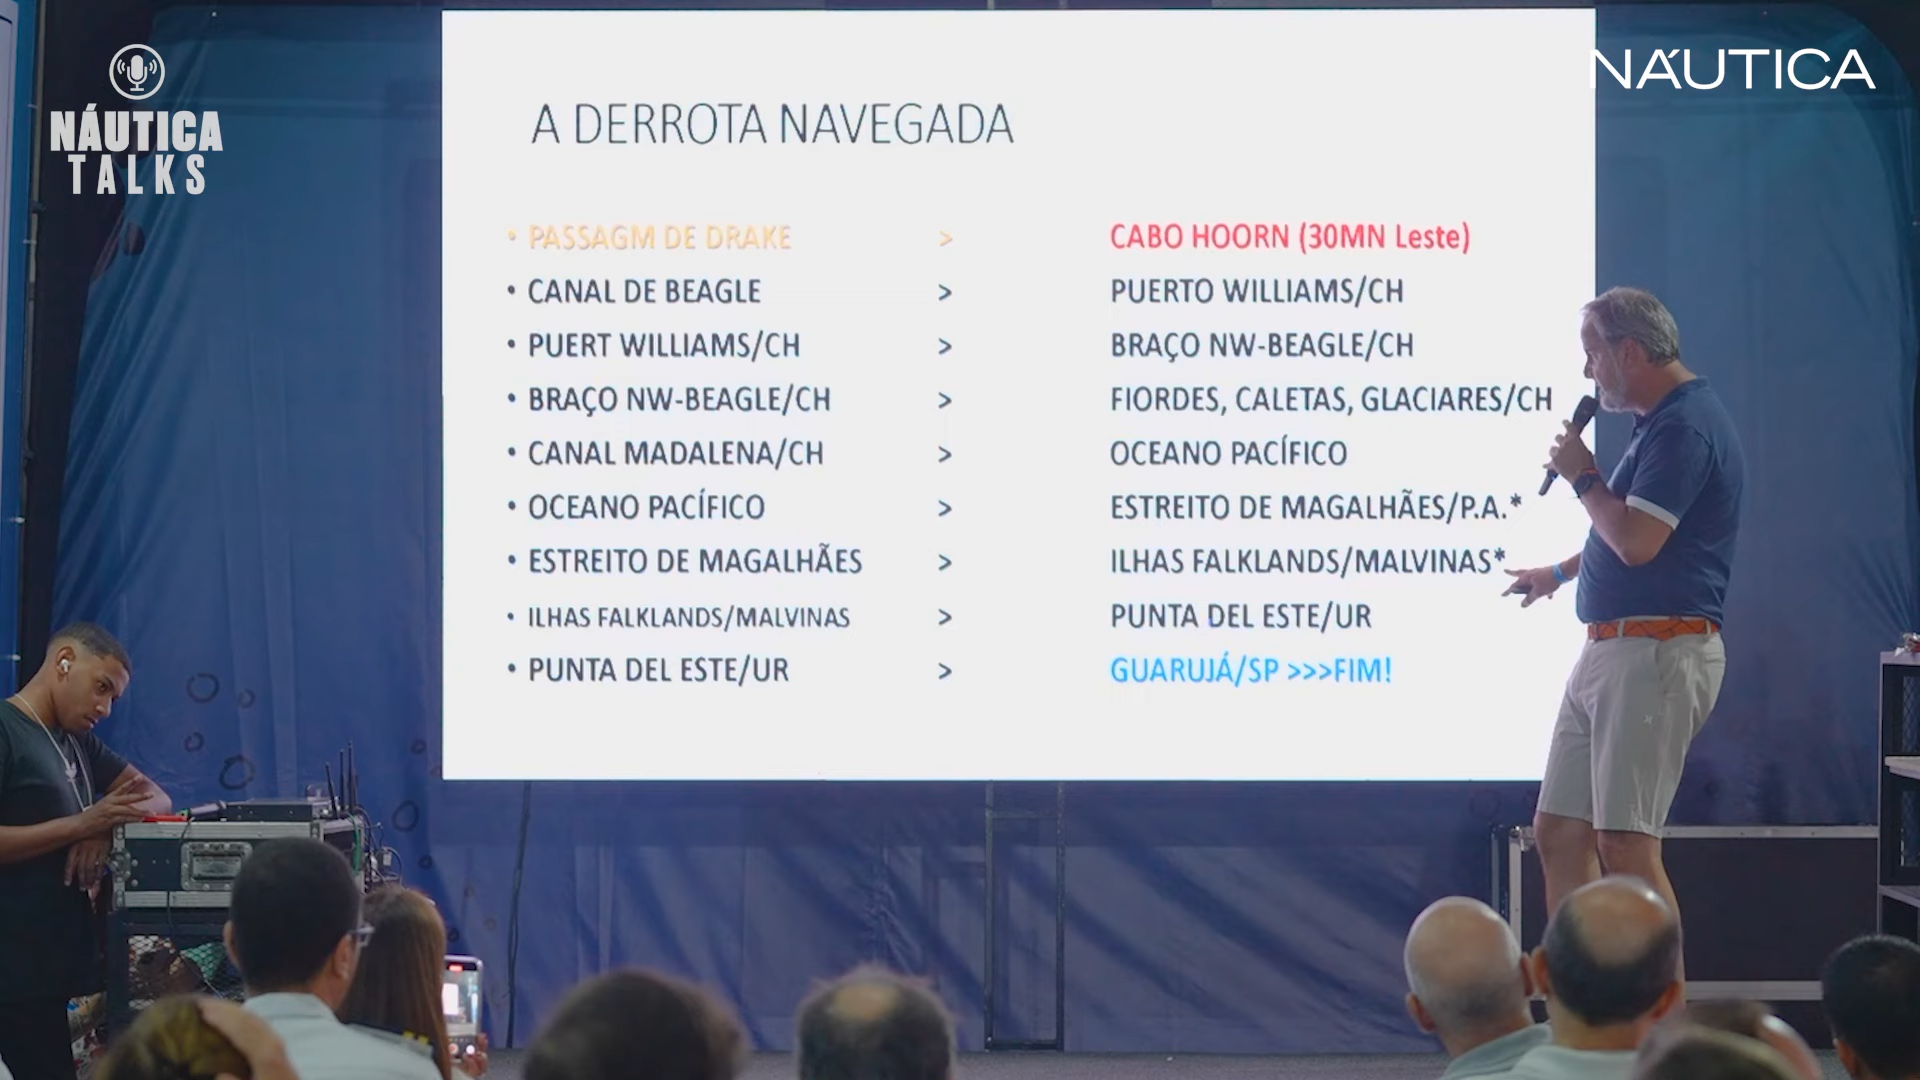 NÁUTICA
TALKS
NÁUTICA
A DERROTA NAVEGADA
• PASSAGM DE DRAKE > CABO HOORN (30MN Leste)
• CANAL DE BEAGLE > PUERTO WILLIAMS/CH
• PUERT WILLIAMS/CH > BRAÇO NW-BEAGLE/CH
• BRAÇO NW-BEAGLE/CH > FIORDES, CALETAS, GLACIARES/CH
• CANAL MADALENA/CH > OCEANO PACÍFICO
• OCEANO PACÍFICO > ESTREITO DE MAGALHÃES/P.A.*
• ESTREITO DE MAGALHÃES > ILHAS FALKLANDS/MALVINAS*
• ILHAS FALKLANDS/MALVINAS > PUNTA DEL ESTE/UR
• PUNTA DEL ESTE/UR > GUARUJÁ/SP >>>FIM!